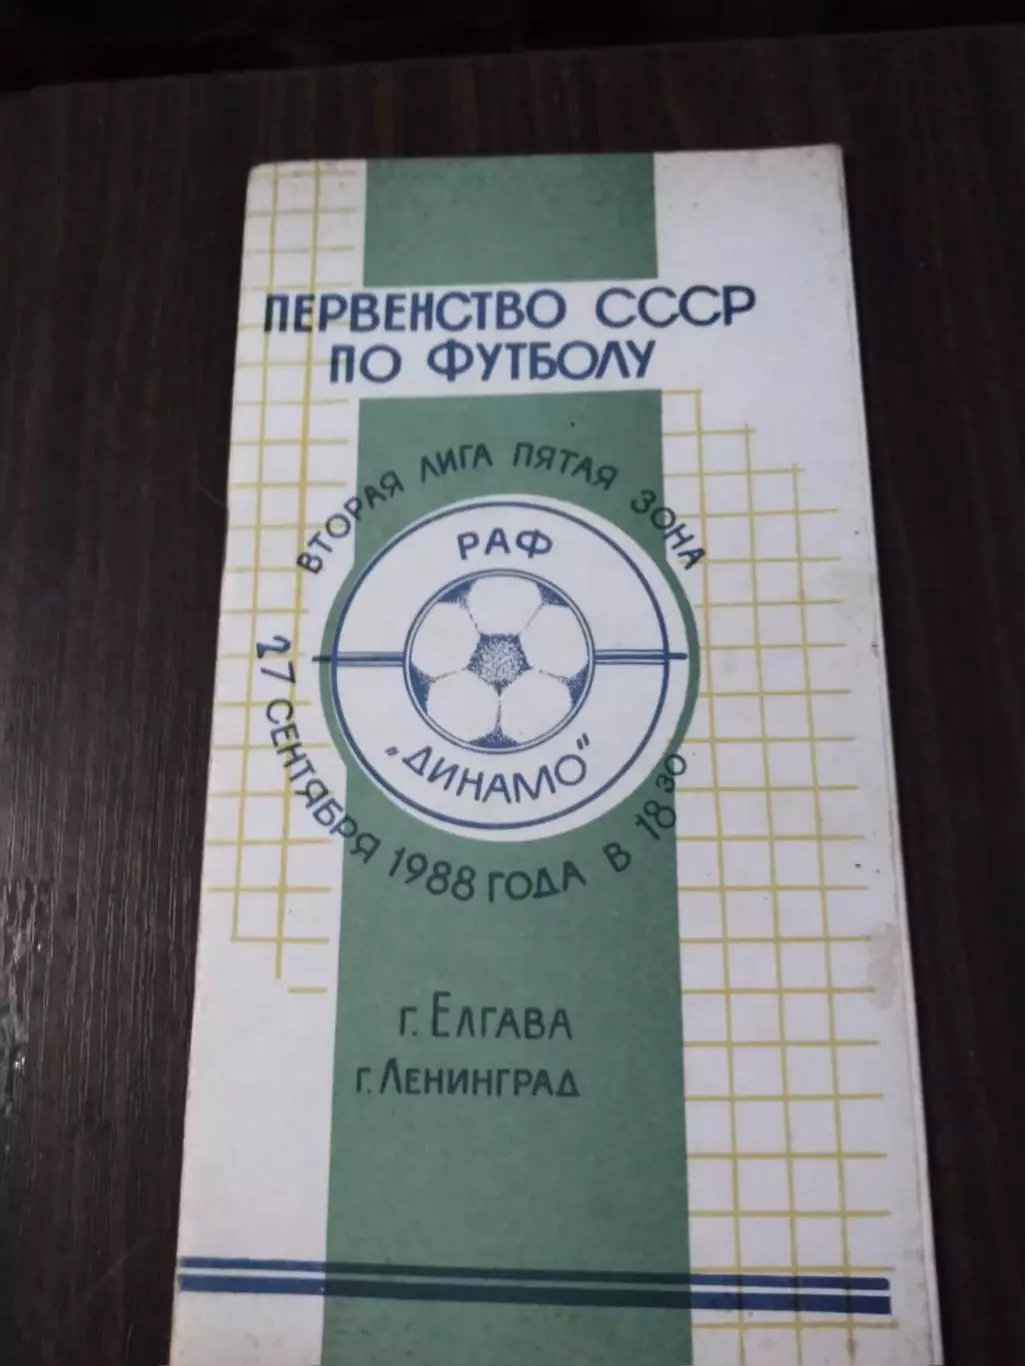 ПЕРВЕНСТВО СССР
ПО ФУТБОЛУ
ВТОРАЯ ЛИГА ПЯТАЯ ЗОНА
РАФ
„ДИНАМО"
27 СЕНТЯБРЯ 1988 ГОДА В 18 30
г. ЕЛГАВА
г. ЛЕНИНГРАД